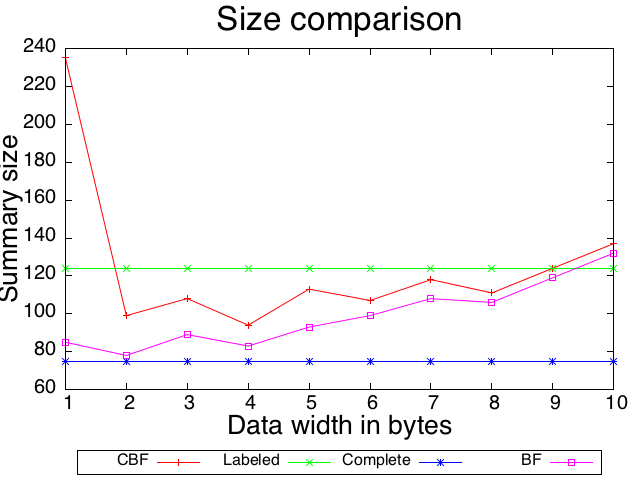 Size comparison
240
220
200
180
160
140
120
100
80
60
Summary size
1 2 3 4 5 6 7 8 9 10
Data width in bytes
CBF Labeled Complete BF